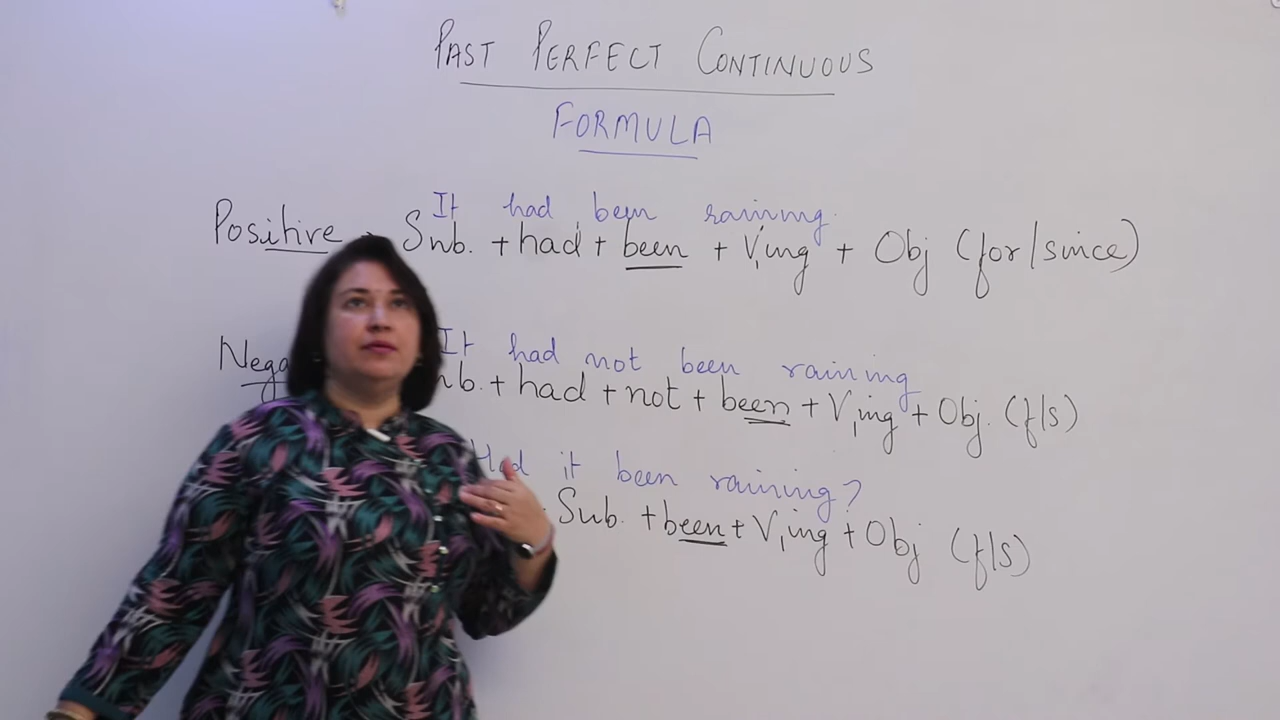 PAST PERFECT CONTINUOUS
FORMULA
It had been raining.
Positive - Sub. + had + been + V1ing + Obj (for/since)
It had not been raining
+ had + not + been + V1ing + Obj. (f/s)
Had it been raining?
Sub. + been + V1ing + Obj (f/s)